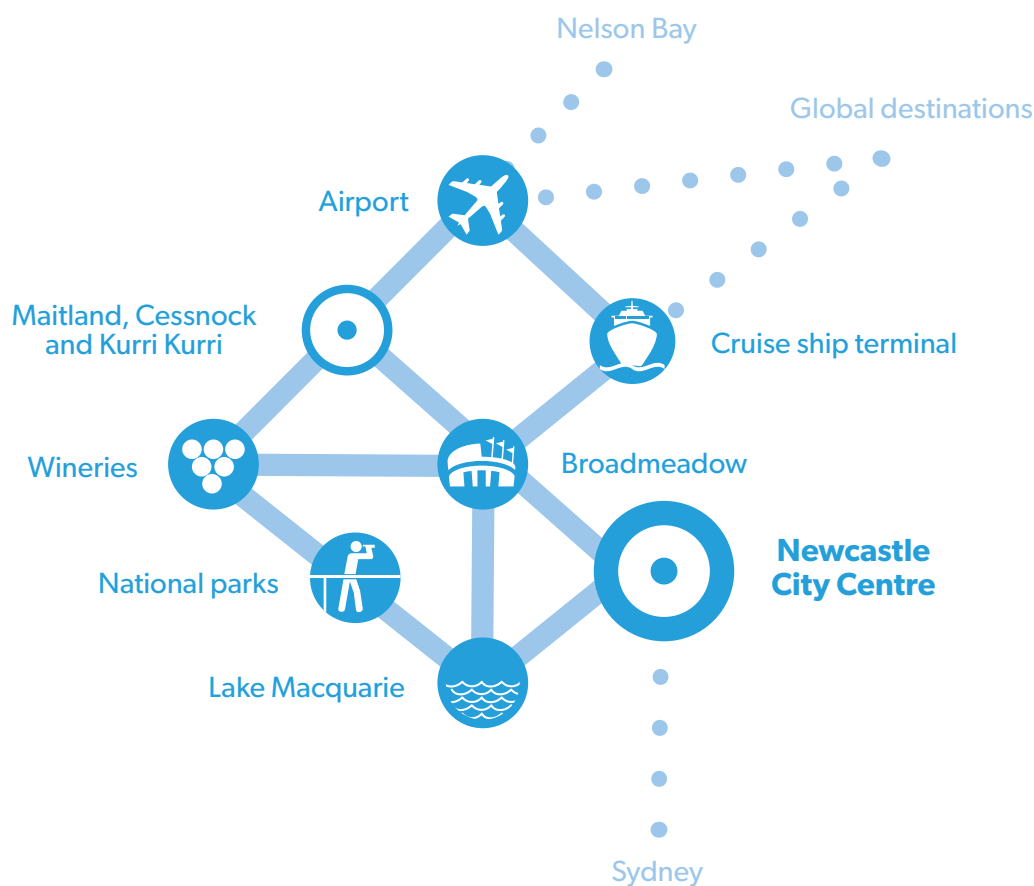 Nelson Bay
Global destinations
Airport
Maitland, Cessnock
and Kurri Kurri
Cruise ship terminal
Wineries
Broadmeadow
Newcastle
City Centre
National parks
Lake Macquarie
Sydney